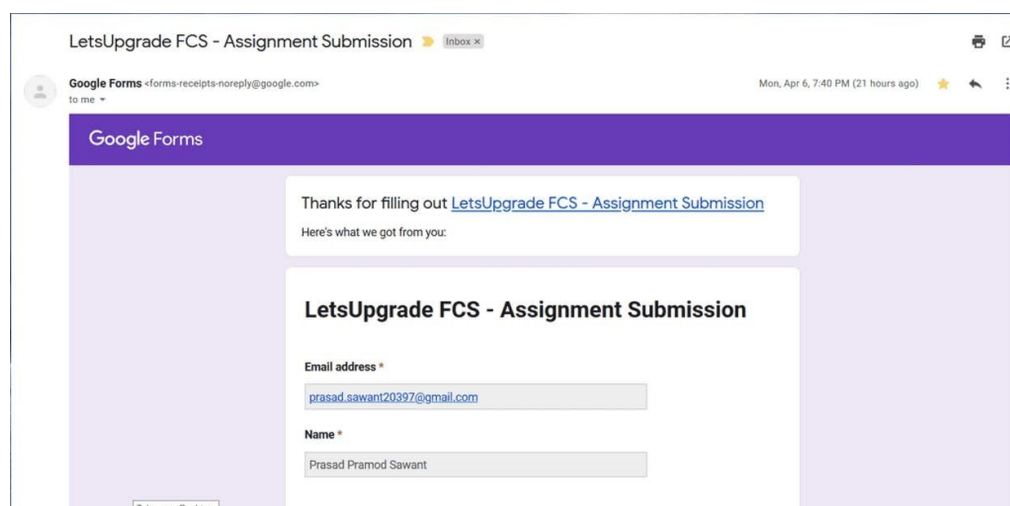 LetsUpgrade FCS - Assignment Submission Inbox ×
Google Forms <forms-receipts-noreply@google.com> Mon, Apr 6, 7:40 PM (21 hours ago)
to me
Google Forms
Thanks for filling out LetsUpgrade FCS - Assignment Submission
Here's what we got from you:
LetsUpgrade FCS - Assignment Submission
Email address *
prasad.sawant20397@gmail.com
Name *
Prasad Pramod Sawant